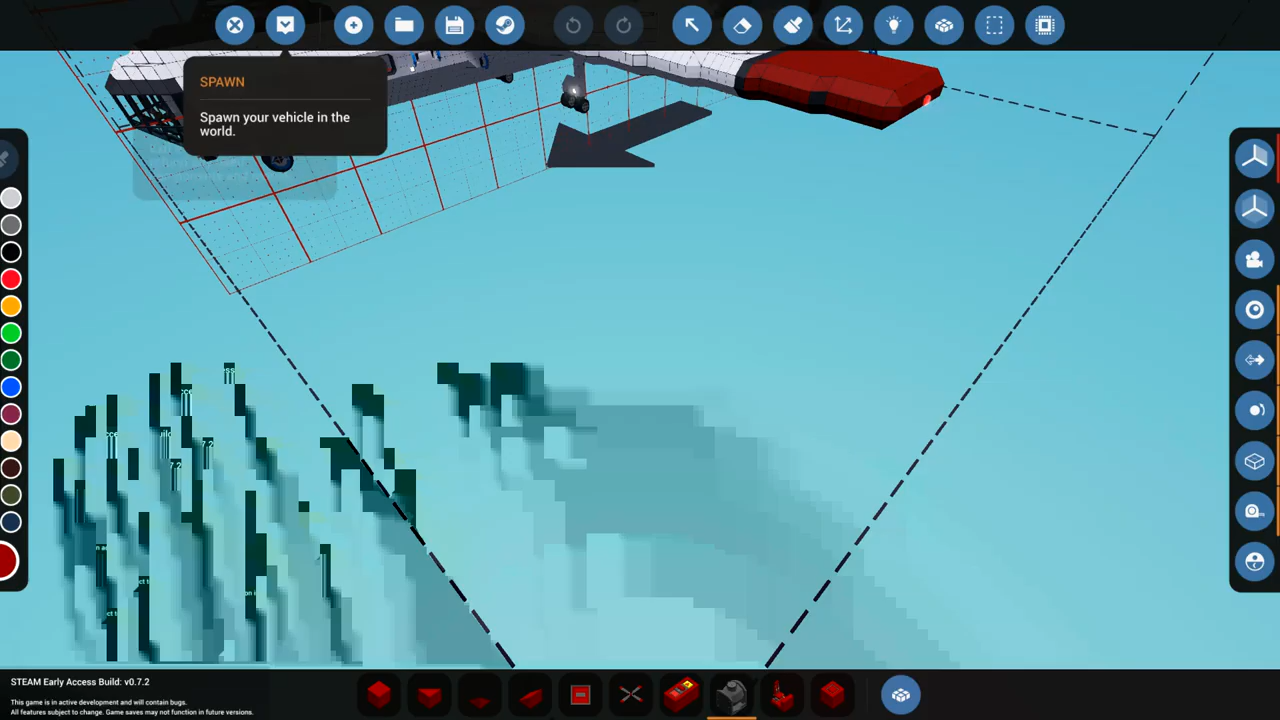 SPAWN
Spawn your vehicle in the
world.
STEAM Early Access Build: v0.7.2
This game is in active development and will contain bugs.
All features subject to change. Game saves may not function in future versions.